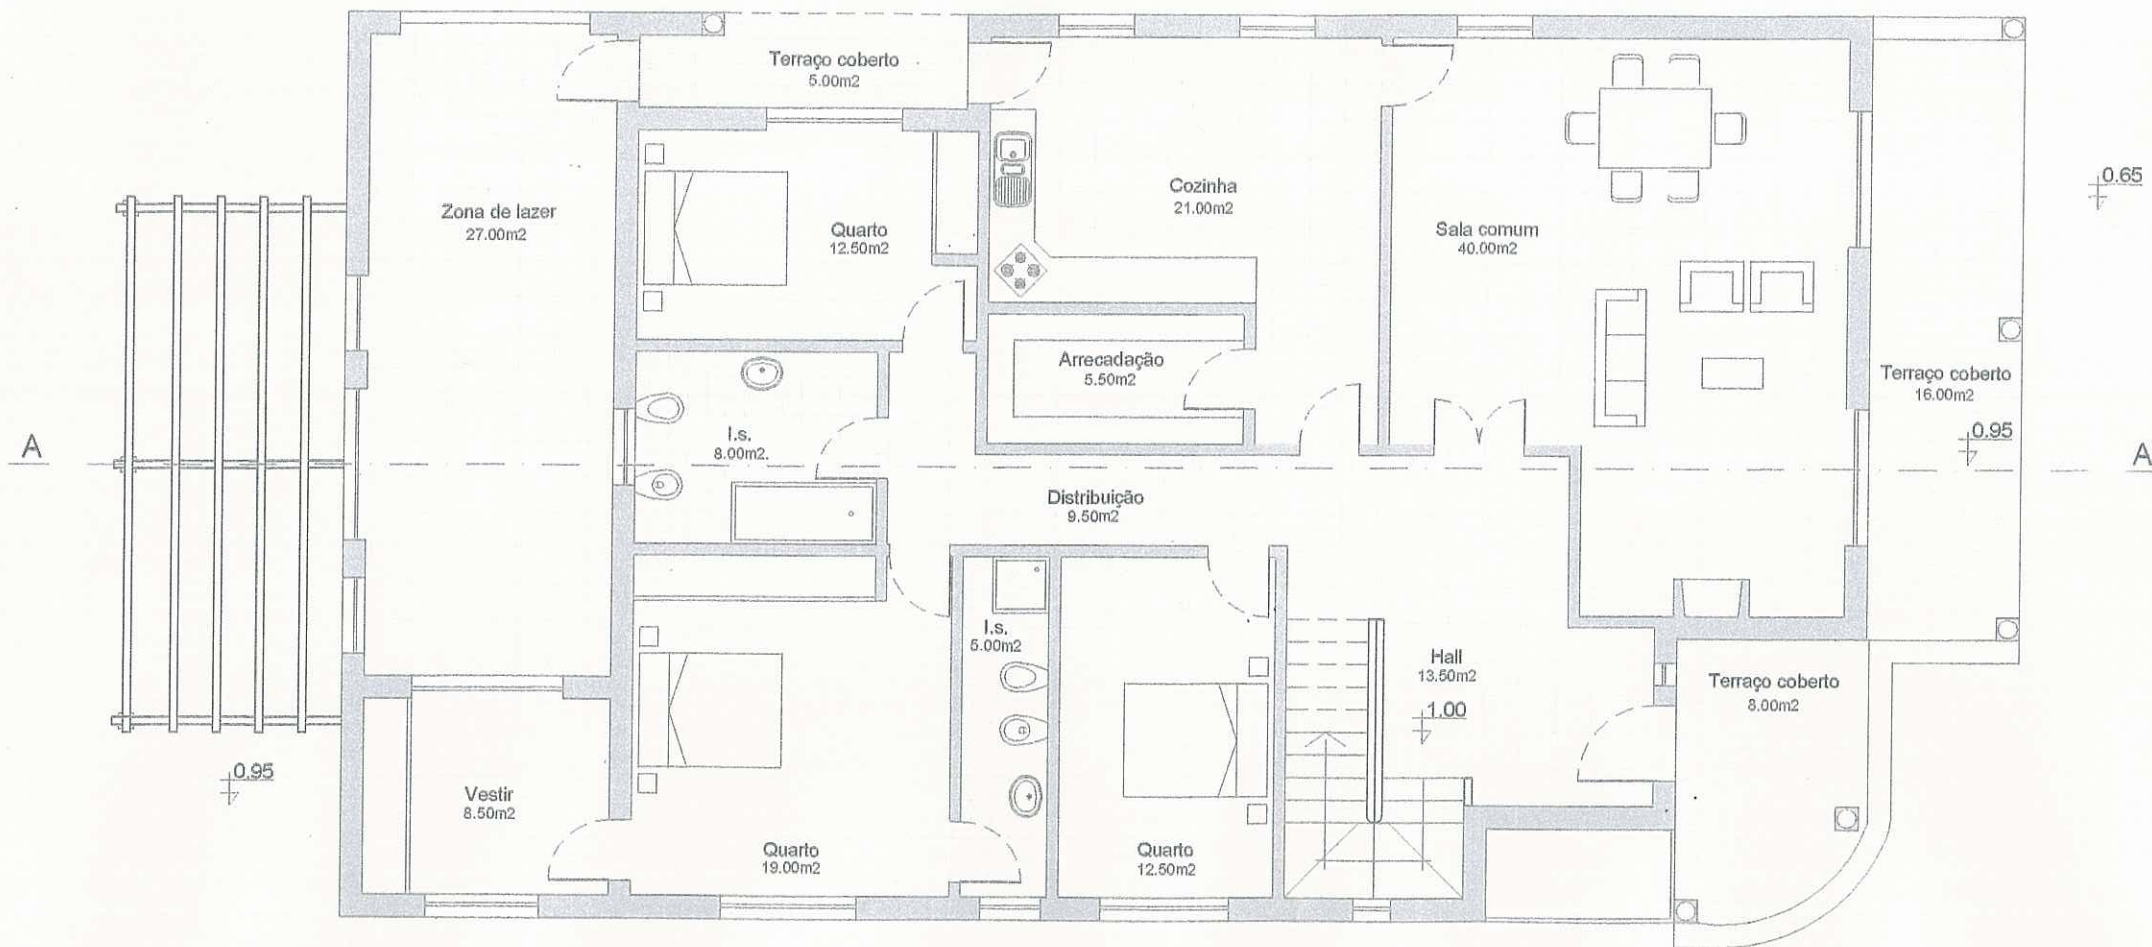 Terraço coberto
5.00m2
Zona de lazer
27.00m2
Quarto
12.50m2
Cozinha
21.00m2
Sala comum
40.00m2
0.65
Arrecadação
5.50m2
Terraço coberto
16.00m2
0.95
A
I.s.
8.00m2.
A
Distribuição
9.50m2
I.s.
5.00m2
Hall
13.50m2
1.00
Terraço coberto
8.00m2
0.95
Vestir
8.50m2
Quarto
19.00m2
Quarto
12.50m2